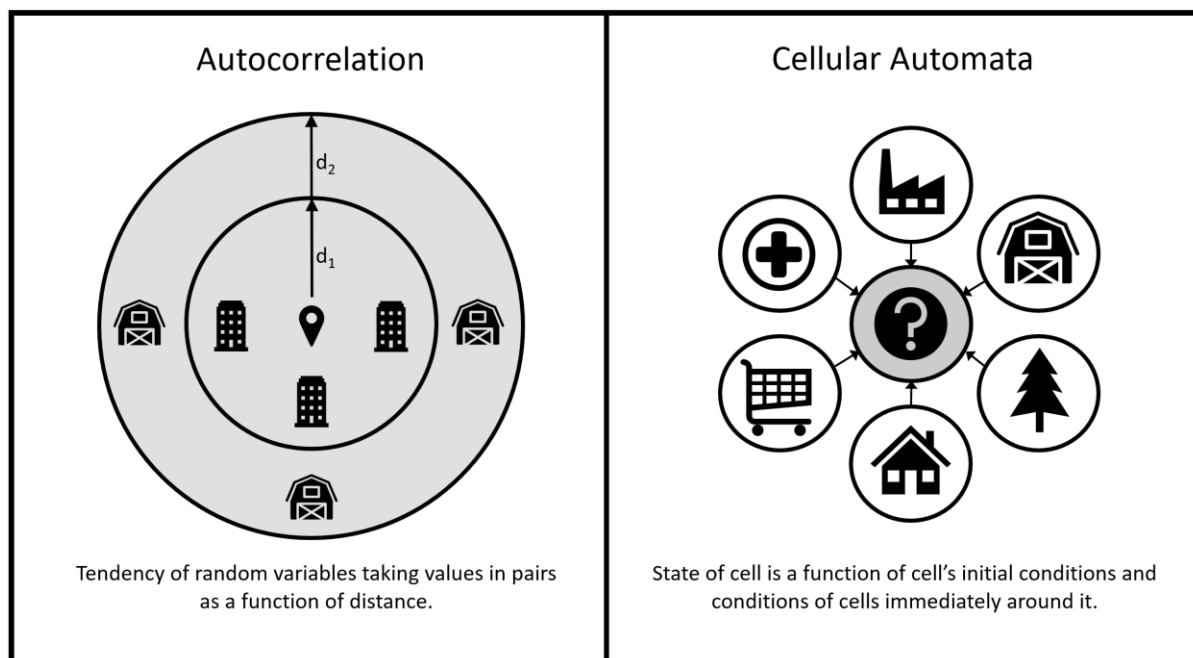 Autocorrelation
d₂
d₁
Tendency of random variables taking values in pairs
as a function of distance.
Cellular Automata
?
State of cell is a function of cell’s initial conditions and
conditions of cells immediately around it.